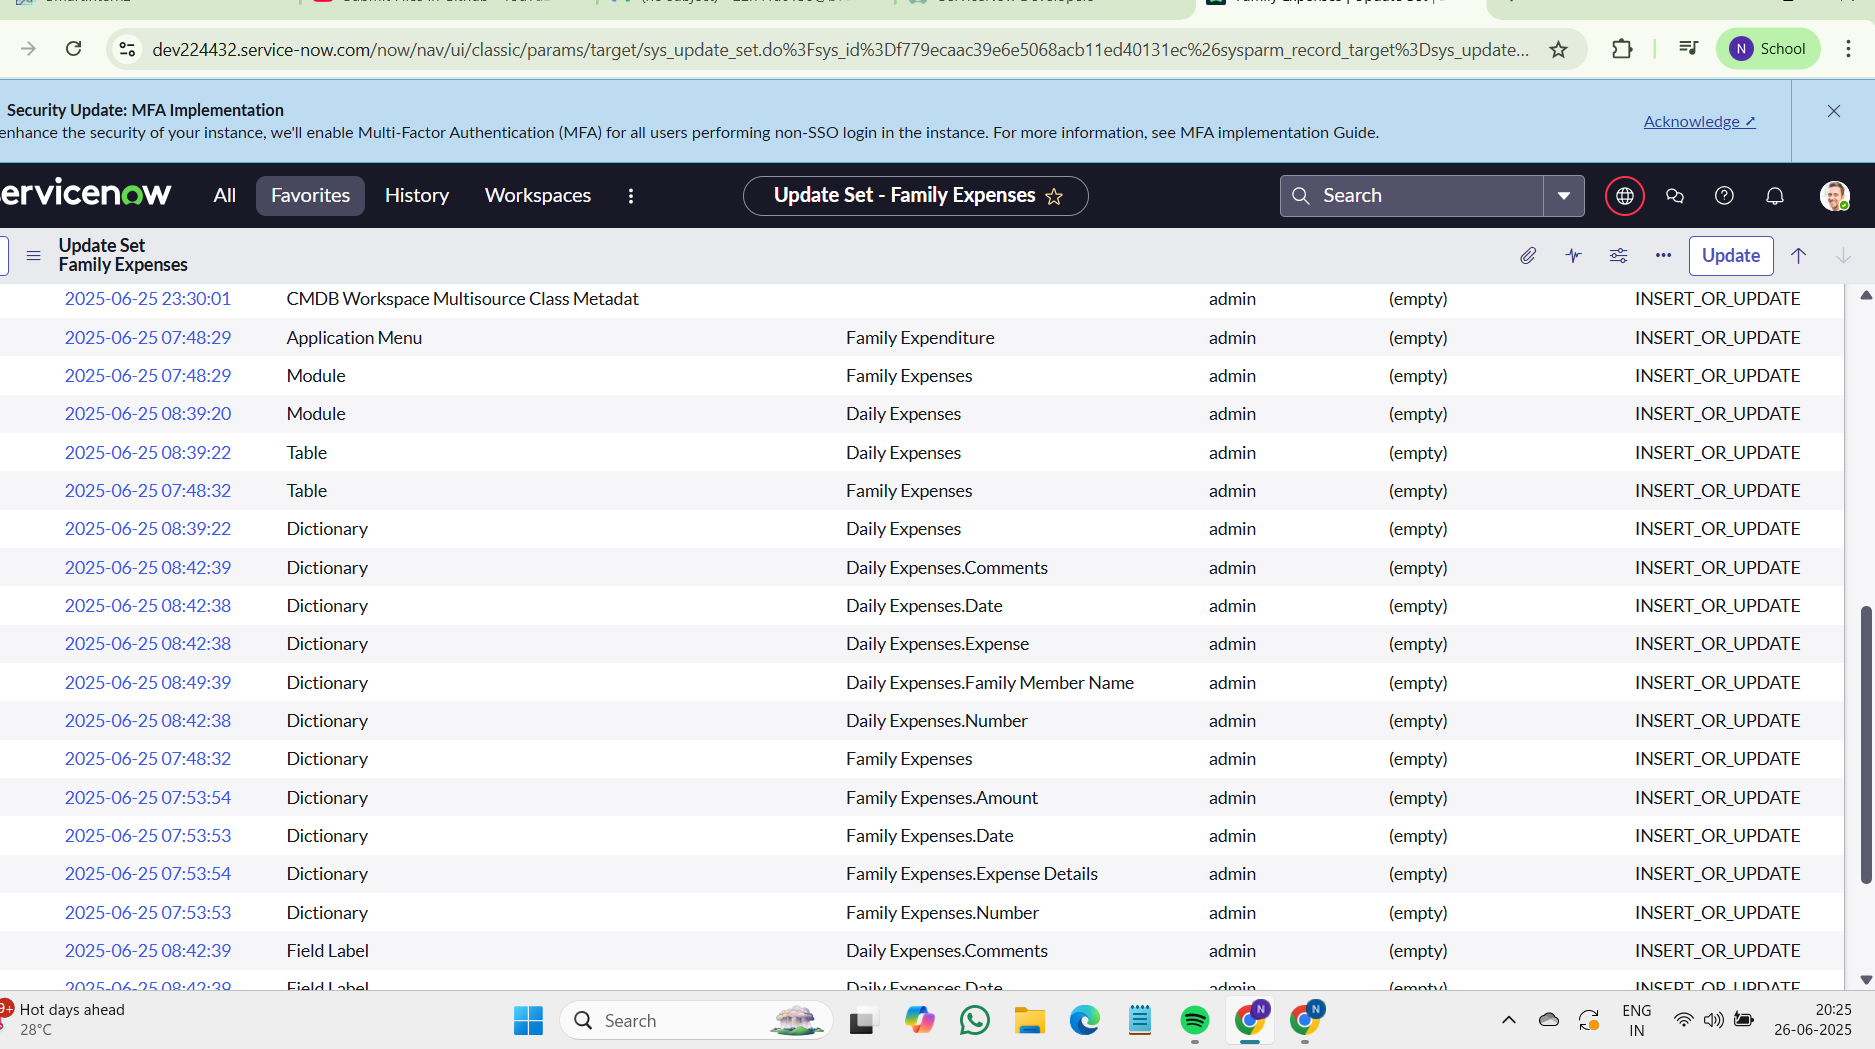 dev224432.service-now.com/now/nav/ui/classic/params/target/sys_update_set.do%3Fsys_id%3Df779ecaac39e6e5068acb11ed40131ec%26sysparm_record_target%3Dsys_update...
N School
Security Update: MFA Implementation
enhance the security of your instance, we'll enable Multi-Factor Authentication (MFA) for all users performing non-SSO login in the instance. For more information, see MFA implementation Guide.
Acknowledge
ervicenow All Favorites History Workspaces Update Set - Family Expenses Search
Update Set
Family Expenses
Update
2025-06-25 23:30:01 CMDB Workspace Multisource Class Metadat admin (empty) INSERT_OR_UPDATE
2025-06-25 07:48:29 Application Menu Family Expenditure admin (empty) INSERT_OR_UPDATE
2025-06-25 07:48:29 Module Family Expenses admin (empty) INSERT_OR_UPDATE
2025-06-25 08:39:20 Module Daily Expenses admin (empty) INSERT_OR_UPDATE
2025-06-25 08:39:22 Table Daily Expenses admin (empty) INSERT_OR_UPDATE
2025-06-25 07:48:32 Table Family Expenses admin (empty) INSERT_OR_UPDATE
2025-06-25 08:39:22 Dictionary Daily Expenses admin (empty) INSERT_OR_UPDATE
2025-06-25 08:42:39 Dictionary Daily Expenses.Comments admin (empty) INSERT_OR_UPDATE
2025-06-25 08:42:38 Dictionary Daily Expenses.Date admin (empty) INSERT_OR_UPDATE
2025-06-25 08:42:38 Dictionary Daily Expenses.Expense admin (empty) INSERT_OR_UPDATE
2025-06-25 08:49:39 Dictionary Daily Expenses.Family Member Name admin (empty) INSERT_OR_UPDATE
2025-06-25 08:42:38 Dictionary Daily Expenses.Number admin (empty) INSERT_OR_UPDATE
2025-06-25 07:48:32 Dictionary Family Expenses admin (empty) INSERT_OR_UPDATE
2025-06-25 07:53:54 Dictionary Family Expenses.Amount admin (empty) INSERT_OR_UPDATE
2025-06-25 07:53:53 Dictionary Family Expenses.Date admin (empty) INSERT_OR_UPDATE
2025-06-25 07:53:54 Dictionary Family Expenses.Expense Details admin (empty) INSERT_OR_UPDATE
2025-06-25 07:53:53 Dictionary Family Expenses.Number admin (empty) INSERT_OR_UPDATE
2025-06-25 08:42:39 Field Label Daily Expenses.Comments admin (empty) INSERT_OR_UPDATE
2025-06-25 08:42:39 Field Label Daily Expenses.Date admin (empty) INSERT_OR_UPDATE
9+ Hot days ahead
28°C
Search
N N
ENG
IN
20:25
26-06-2025